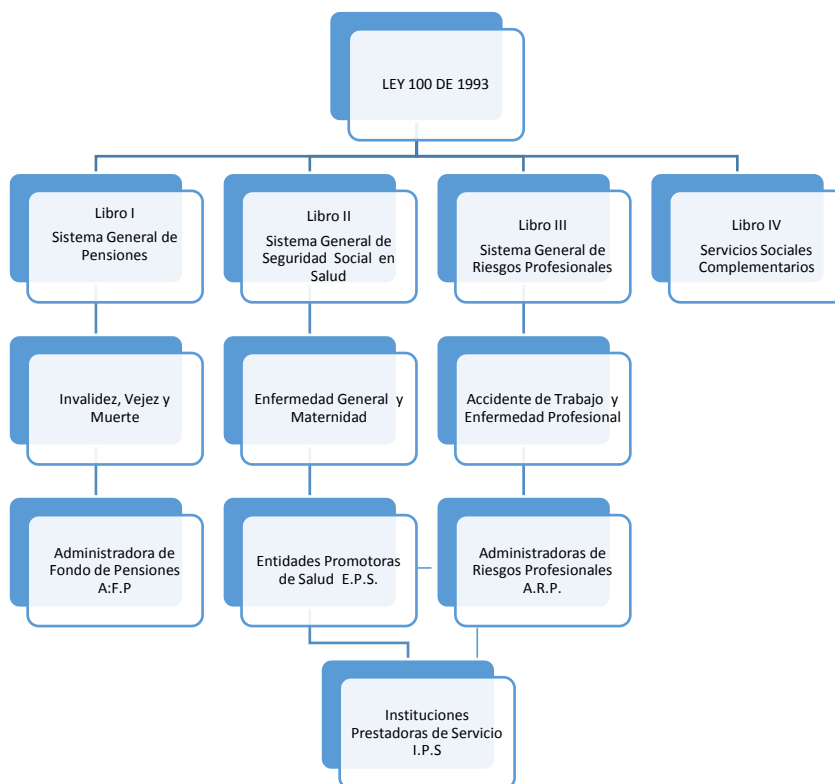 LEY 100 DE 1993
Libro I
Sistema General de
Pensiones
Libro II
Sistema General de
Seguridad Social en
Salud
Libro III
Sistema General de
Riesgos Profesionales
Libro IV
Servicios Sociales
Complementarios
Invalidez, Vejez y
Muerte
Enfermedad General y
Maternidad
Accidente de Trabajo y
Enfermedad Profesional
Administradora de
Fondo de Pensiones
A:F.P
Entidades Promotoras
de Salud E.P.S.
Administradoras de
Riesgos Profesionales
A.R.P.
Instituciones
Prestadoras de Servicio
I.P.S